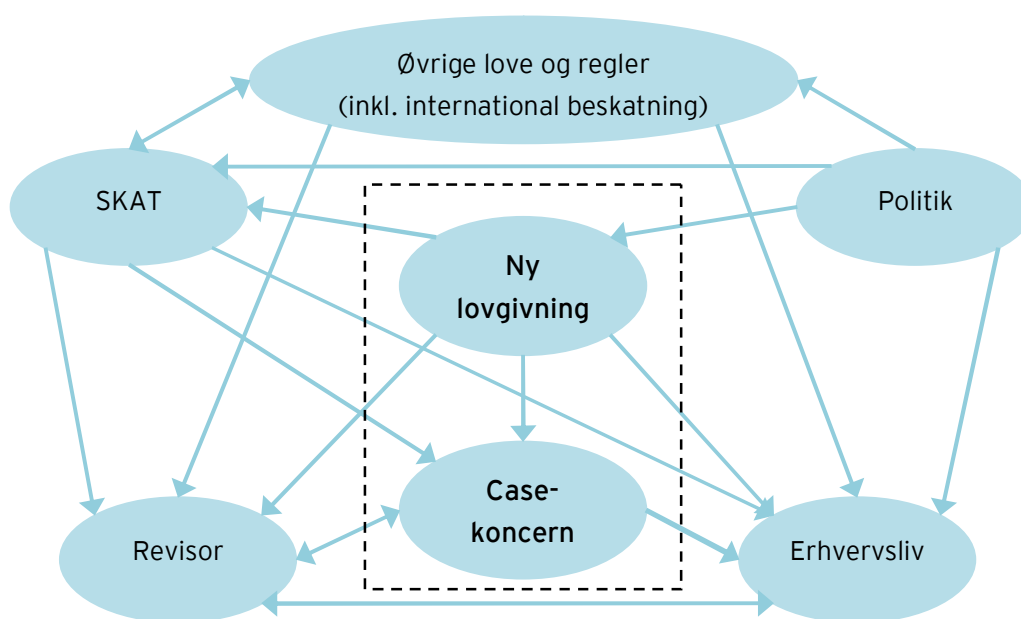 Øvrige love og regler
(inkl. international beskatning)
SKAT
Politik
Ny
lovgivning
Case-
koncern
Revisor
Erhvervsliv